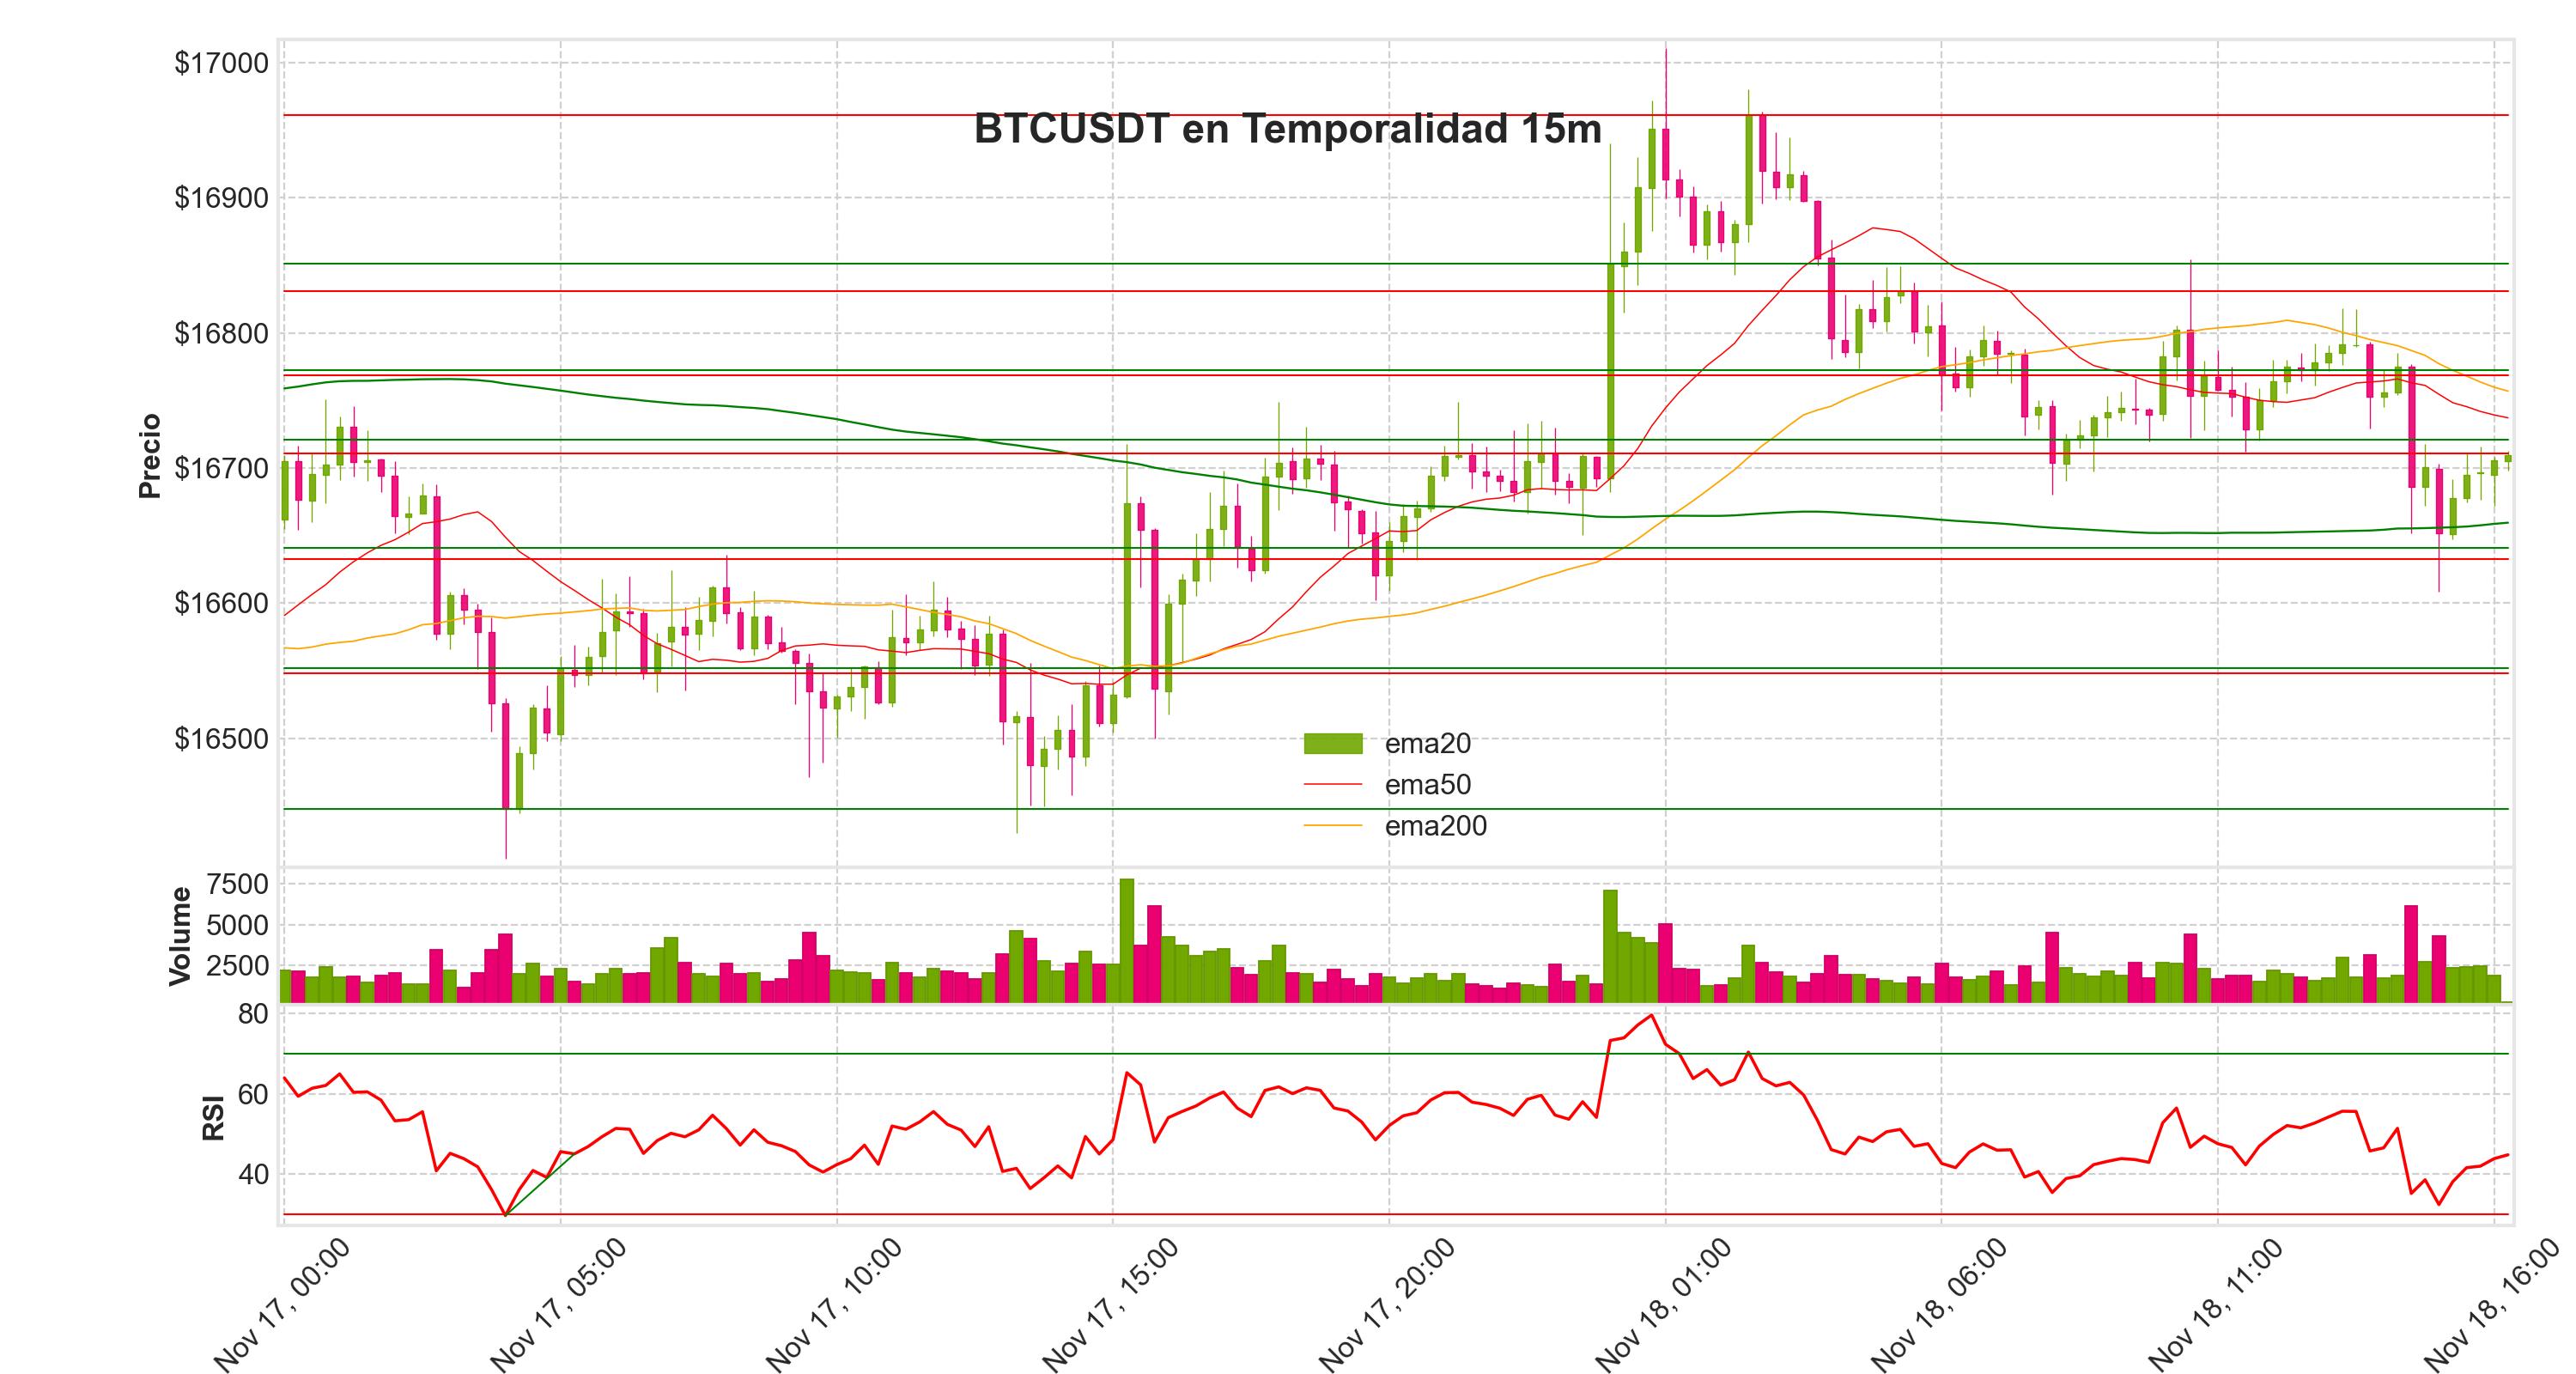 BTCUSDT en Temporalidad 15m
Precio
$17000
$16900
$16800
$16700
$16600
$16500
ema20
ema50
ema200
Volume
7500
5000
2500
RSI
80
60
40
Nov 17, 00:00
Nov 17, 05:00
Nov 17, 10:00
Nov 17, 15:00
Nov 17, 20:00
Nov 18, 01:00
Nov 18, 06:00
Nov 18, 11:00
Nov 18, 16:00